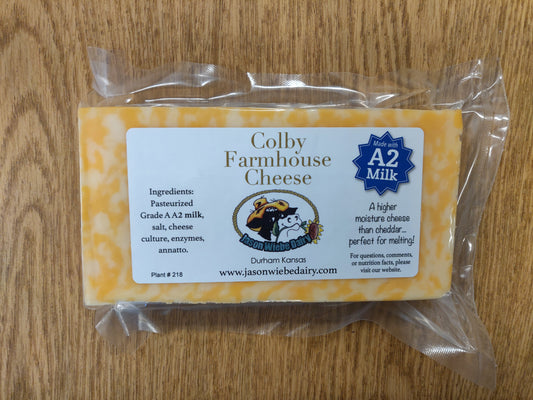 Colby
Farmhouse
Cheese
Made with
A2
Milk
Ingredients:
Pasteurized
Grade A A2 milk,
salt, cheese
culture, enzymes,
annatto.
Plant # 218
Jason Wiebe Dairy
Durham Kansas
www.jasonwiebedairy.com
A higher
moisture cheese
than cheddar...
perfect for melting!
For questions, comments,
or nutrition facts, please
visit our website.